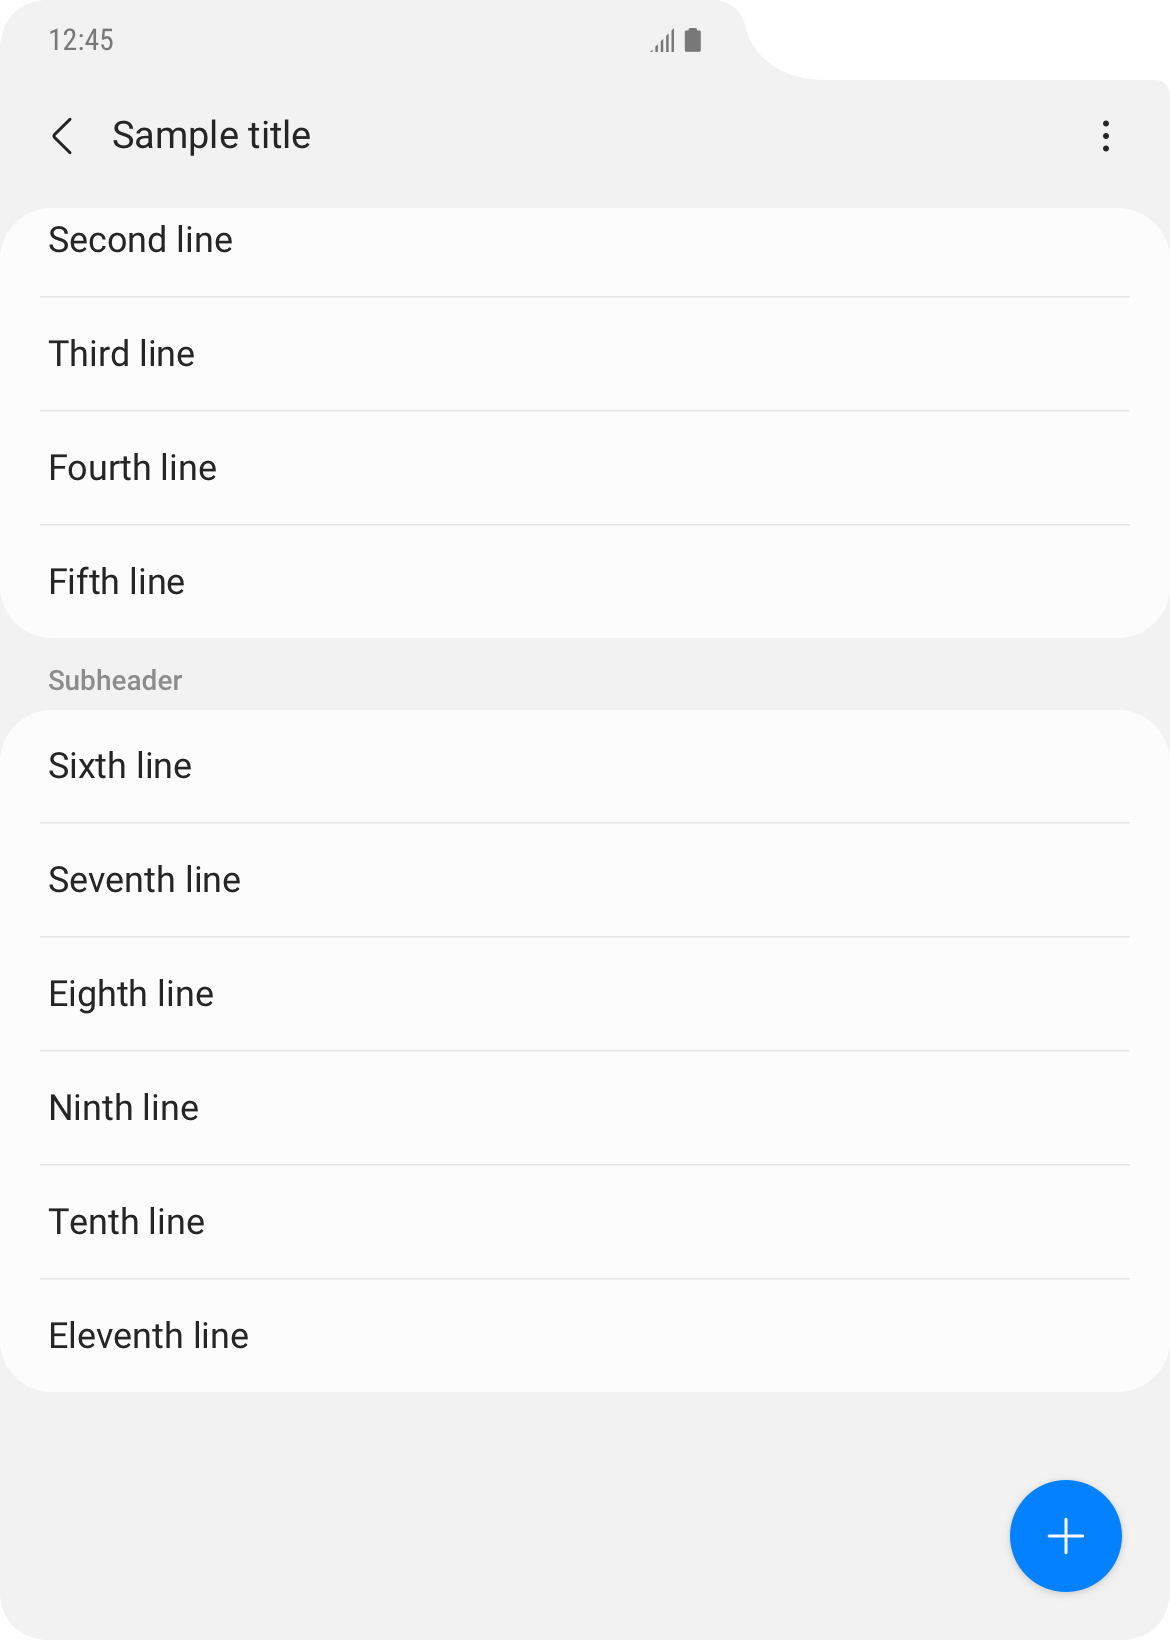 12:45
Sample title
Second line
Third line
Fourth line
Fifth line
Subheader
Sixth line
Seventh line
Eighth line
Ninth line
Tenth line
Eleventh line